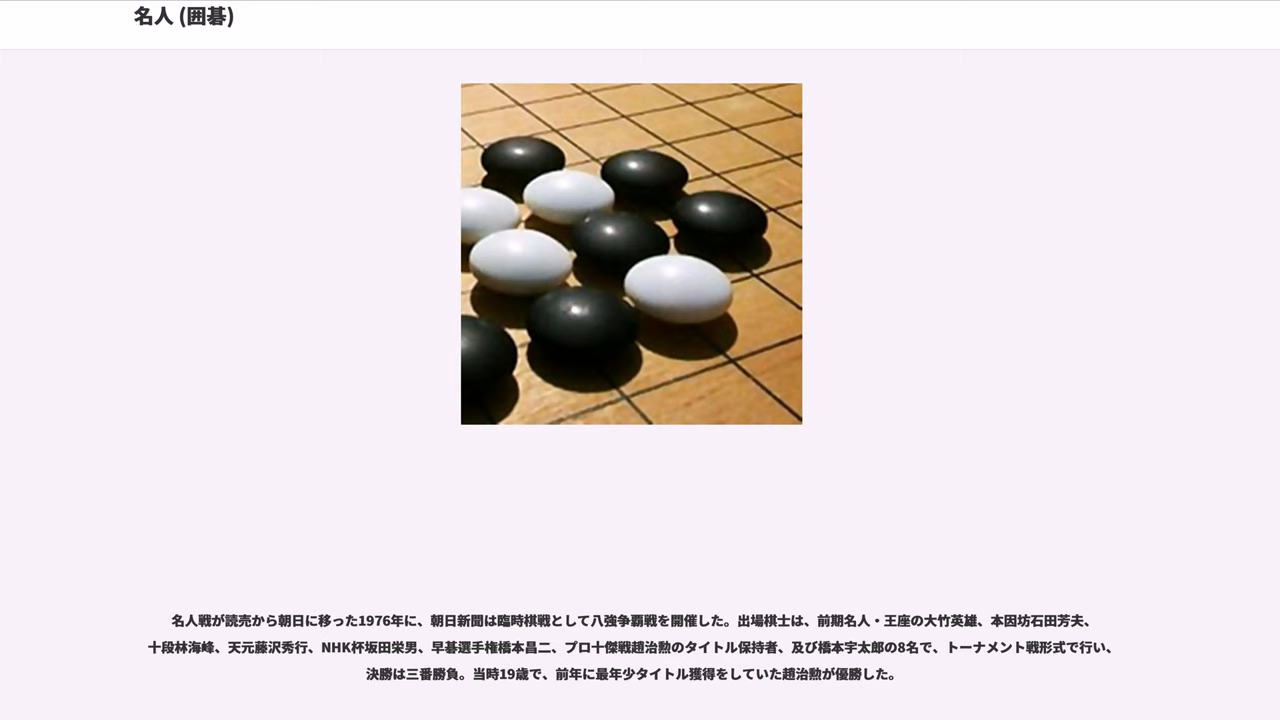 名人 (囲碁)
名人戦が読売から朝日に移った1976年に、朝日新聞は臨時棋戦として八強争覇戦を開催した。出場棋士は、前期名人・王座の大竹英雄、本因坊石田芳夫、
十段林海峰、天元藤沢秀行、NHK杯坂田栄男、早碁選手権橋本昌二、プロ十傑戦趙治勲のタイトル保持者、及び橋本宇太郎の8名で、トーナメント戦形式で行い、
決勝は三番勝負。当時19歳で、前年に最年少タイトル獲得をしていた趙治勲が優勝した。